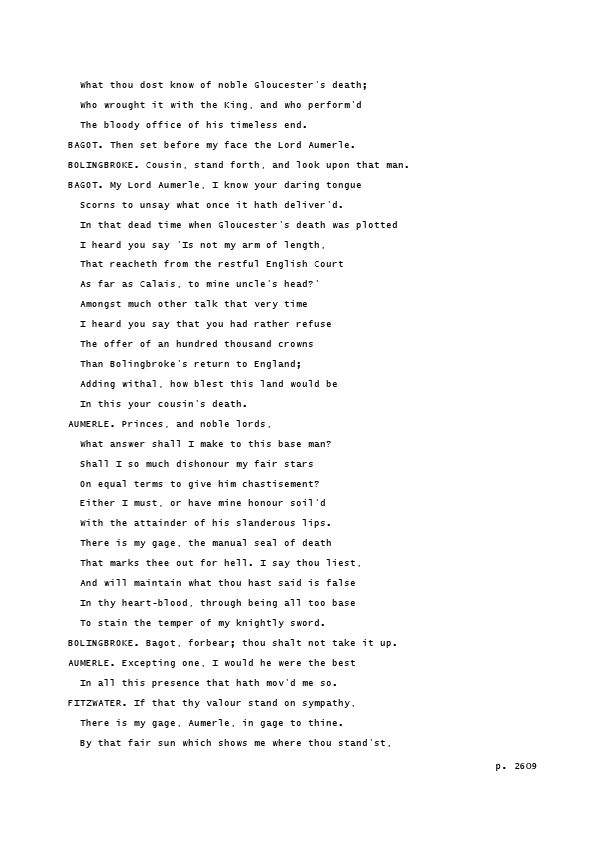 What thou dost know of noble Gloucester's death;
Who wrought it with the King, and who perform'd
The bloody office of his timeless end.
BAGOT. Then set before my face the Lord Aumerle.
BOLINGBROKE. Cousin, stand forth, and look upon that man.
BAGOT. My Lord Aumerle, I know your daring tongue
Scorns to unsay what once it hath deliver'd.
In that dead time when Gloucester's death was plotted
I heard you say 'Is not my arm of length,
That reacheth from the restful English Court
As far as Calais, to mine uncle's head?'
Amongst much other talk that very time
I heard you say that you had rather refuse
The offer of an hundred thousand crowns
Than Bolingbroke's return to England;
Adding withal, how blest this land would be
In this your cousin's death.
AUMERLE. Princes, and noble lords,
What answer shall I make to this base man?
Shall I so much dishonour my fair stars
On equal terms to give him chastisement?
Either I must, or have mine honour soil'd
With the attainder of his slanderous lips.
There is my gage, the manual seal of death
That marks thee out for hell. I say thou liest,
And will maintain what thou hast said is false
In thy heart-blood, through being all too base
To stain the temper of my knightly sword.
BOLINGBROKE. Bagot, forbear; thou shalt not take it up.
AUMERLE. Excepting one, I would he were the best
In all this presence that hath mov'd me so.
FITZWATER. If that thy valour stand on sympathy,
There is my gage, Aumerle, in gage to thine.
By that fair sun which shows me where thou stand'st,
p. 2609